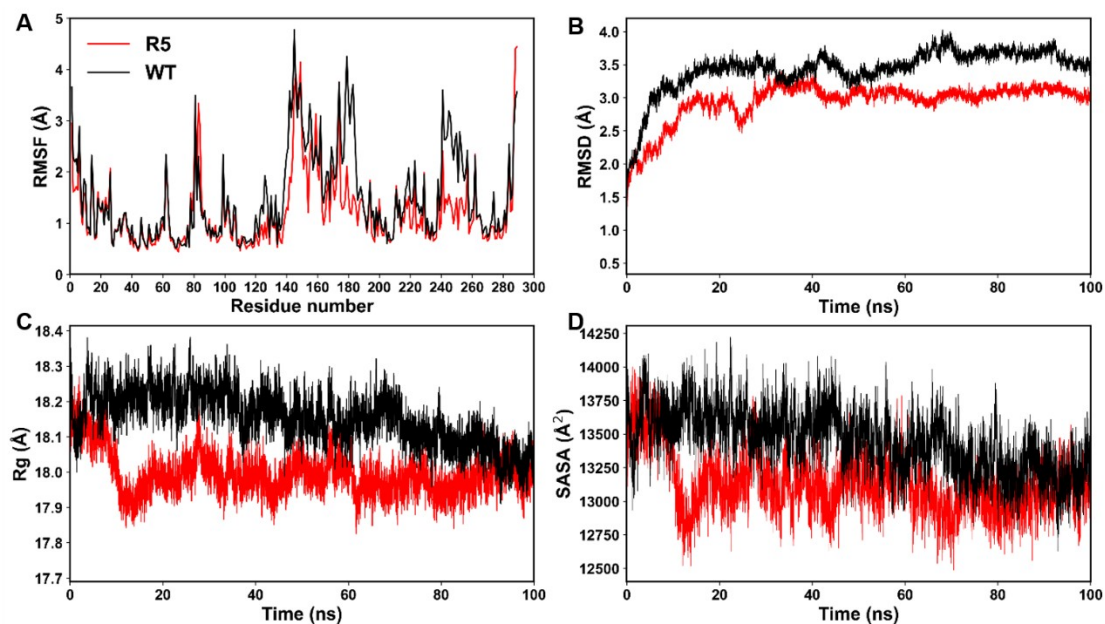 A
5
4
3
2
1
0
RMSF (Å)
R5
WT
0 20 40 60 80 100 120 140 160 180 200 220 240 260 280 300
Residue number
B
4.0
3.5
3.0
2.5
2.0
1.5
1.0
0.5
RMSD (Å)
0 20 40 60 80 100
Time (ns)
C
18.4
18.3
18.2
18.1
18.0
17.9
17.8
17.7
Rg (Å)
0 20 40 60 80 100
Time (ns)
D
14250
14000
13750
13500
13250
13000
12750
12500
SASA (Å²)
0 20 40 60 80 100
Time (ns)